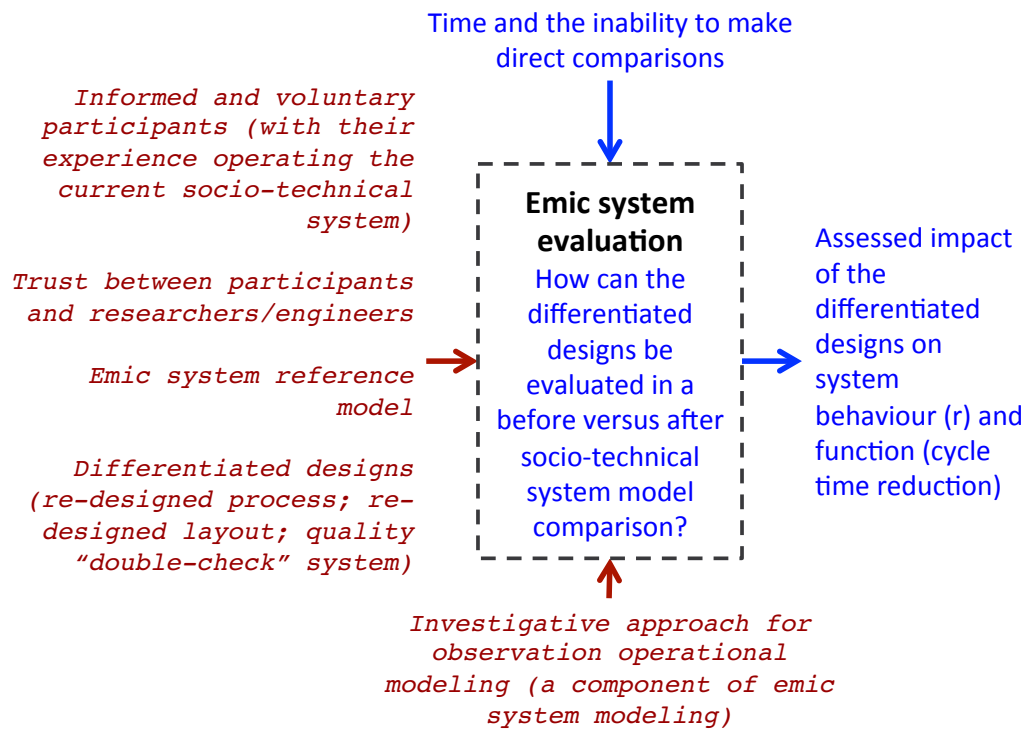 Time and the inability to make
direct comparisons
Informed and voluntary
participants (with their
experience operating the
current socio-technical
system)
Trust between participants
and researchers/engineers
Emic system reference
model
Differentiated designs
(re-designed process; re-
designed layout; quality
“double-check” system)
Emic system
evaluation
How can the
differentiated
designs be
evaluated in a
before versus after
socio-technical
system model
comparison?
Assessed impact
of the
differentiated
designs on
system
behaviour (r) and
function (cycle
time reduction)
Investigative approach for
observation operational
modeling (a component of emic
system modeling)